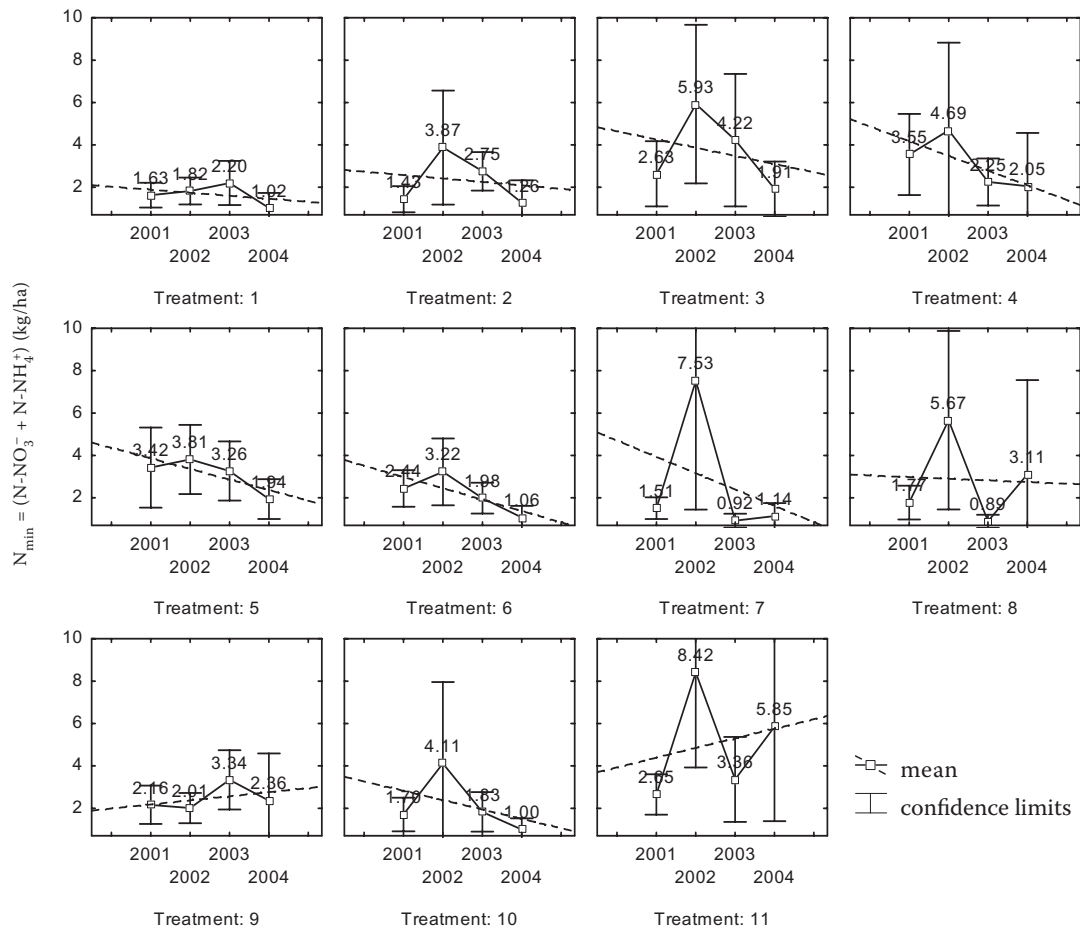 N_min = (N-NO₃⁻ + N-NH₄⁺) (kg/ha)
10
8
6
4
2
1.63 1.82 2.20 1.02
2001 2003
2002 2004
Treatment: 1
1.43 3.87 2.75 1.26
2001 2003
2002 2004
Treatment: 2
2.63 5.93 4.22 1.91
2001 2003
2002 2004
Treatment: 3
3.55 4.69 2.25 2.05
2001 2003
2002 2004
Treatment: 4
10
8
6
4
2
3.42 3.81 3.26 1.94
2001 2003
2002 2004
Treatment: 5
2.44 3.22 1.98 1.06
2001 2003
2002 2004
Treatment: 6
1.51 7.53 0.92 1.14
2001 2003
2002 2004
Treatment: 7
1.77 5.67 0.89 3.11
2001 2003
2002 2004
Treatment: 8
10
8
6
4
2
2.16 2.01 3.34 2.36
2001 2003
2002 2004
Treatment: 9
1.70 4.11 1.83 1.00
2001 2003
2002 2004
Treatment: 10
2.65 8.42 3.36 5.85
2001 2003
2002 2004
Treatment: 11
mean
confidence limits